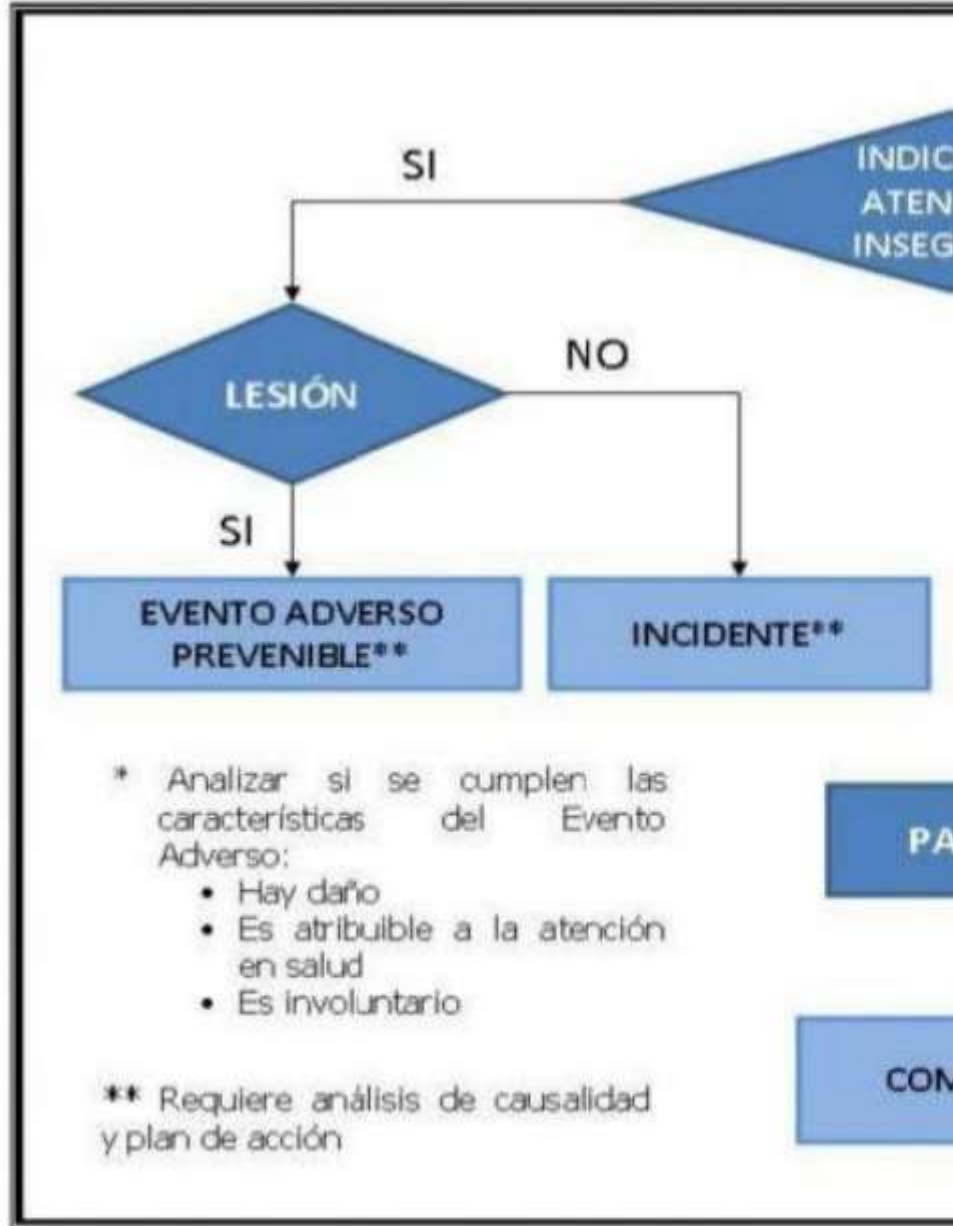 SI
INDIC
ATEN
INSEG
LESIÓN
NO
SI
EVENTO ADVERSO
PREVENIBLE**
INCIDENTE**
* Analizar si se cumplen las
características del Evento
Adverso:
• Hay daño
• Es atribuible a la atención
en salud
• Es involuntario
PA
CON
** Requiere análisis de causalidad
y plan de acción